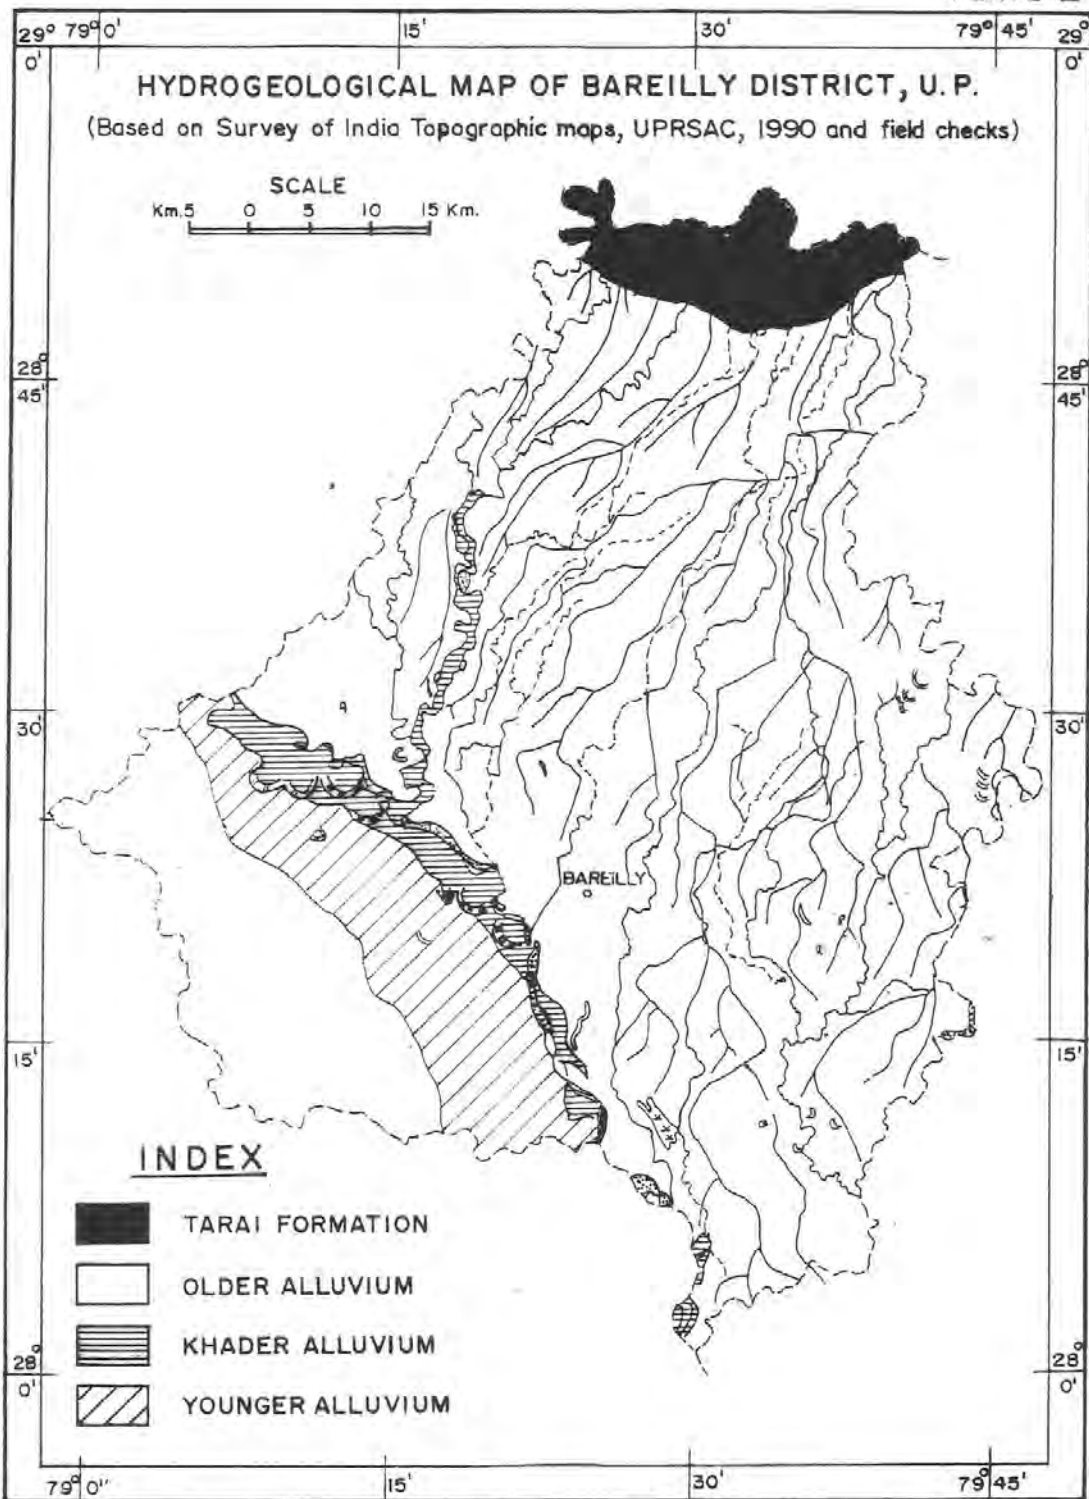 79° 0' 15' 30' 79° 45'
29° 0' 29° 0'
HYDROGEOLOGICAL MAP OF BAREILLY DISTRICT, U.P.
(Based on Survey of India Topographic maps, UPRSAC, 1990 and field checks)
SCALE
Km.5 0 5 10 15 Km.
28° 45' 28° 45'
30' 30'
BAREILLY
15' 15'
INDEX
TARAI FORMATION
OLDER ALLUVIUM
KHADER ALLUVIUM
YOUNGER ALLUVIUM
28° 0' 28° 0'
79° 0'' 15' 30' 79° 45'